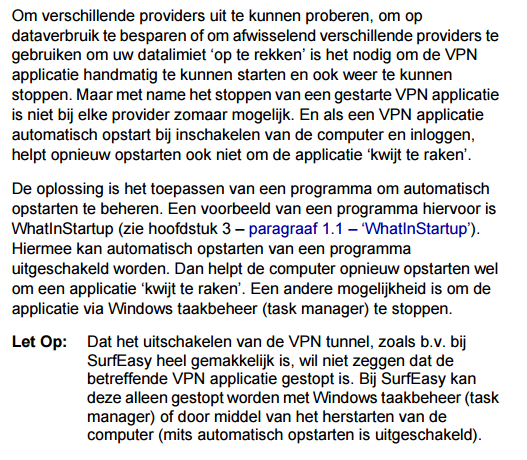 Om verschillende providers uit te kunnen proberen, om op
dataverbruik te besparen of om afwisselend verschillende providers te
gebruiken om uw datalimiet ‘op te rekken’ is het nodig om de VPN
applicatie handmatig te kunnen starten en ook weer te kunnen
stoppen. Maar met name het stoppen van een gestarte VPN applicatie
is niet bij elke provider zomaar mogelijk. En als een VPN applicatie
automatisch opstart bij inschakelen van de computer en inloggen,
helpt opnieuw opstarten ook niet om de applicatie ‘kwijt te raken’.
De oplossing is het toepassen van een programma om automatisch
opstarten te beheren. Een voorbeeld van een programma hiervoor is
WhatInStartup (zie hoofdstuk 3 – paragraaf 1.1 – ‘WhatInStartup’).
Hiermee kan automatisch opstarten van een programma
uitgeschakeld worden. Dan helpt de computer opnieuw opstarten wel
om een applicatie ‘kwijt te raken’. Een andere mogelijkheid is om de
applicatie via Windows taakbeheer (task manager) te stoppen.
Let Op: Dat het uitschakelen van de VPN tunnel, zoals b.v. bij
SurfEasy heel gemakkelijk is, wil niet zeggen dat de
betreffende VPN applicatie gestopt is. Bij SurfEasy kan
deze alleen gestopt worden met Windows taakbeheer (task
manager) of door middel van het herstarten van de
computer (mits automatisch opstarten is uitgeschakeld).